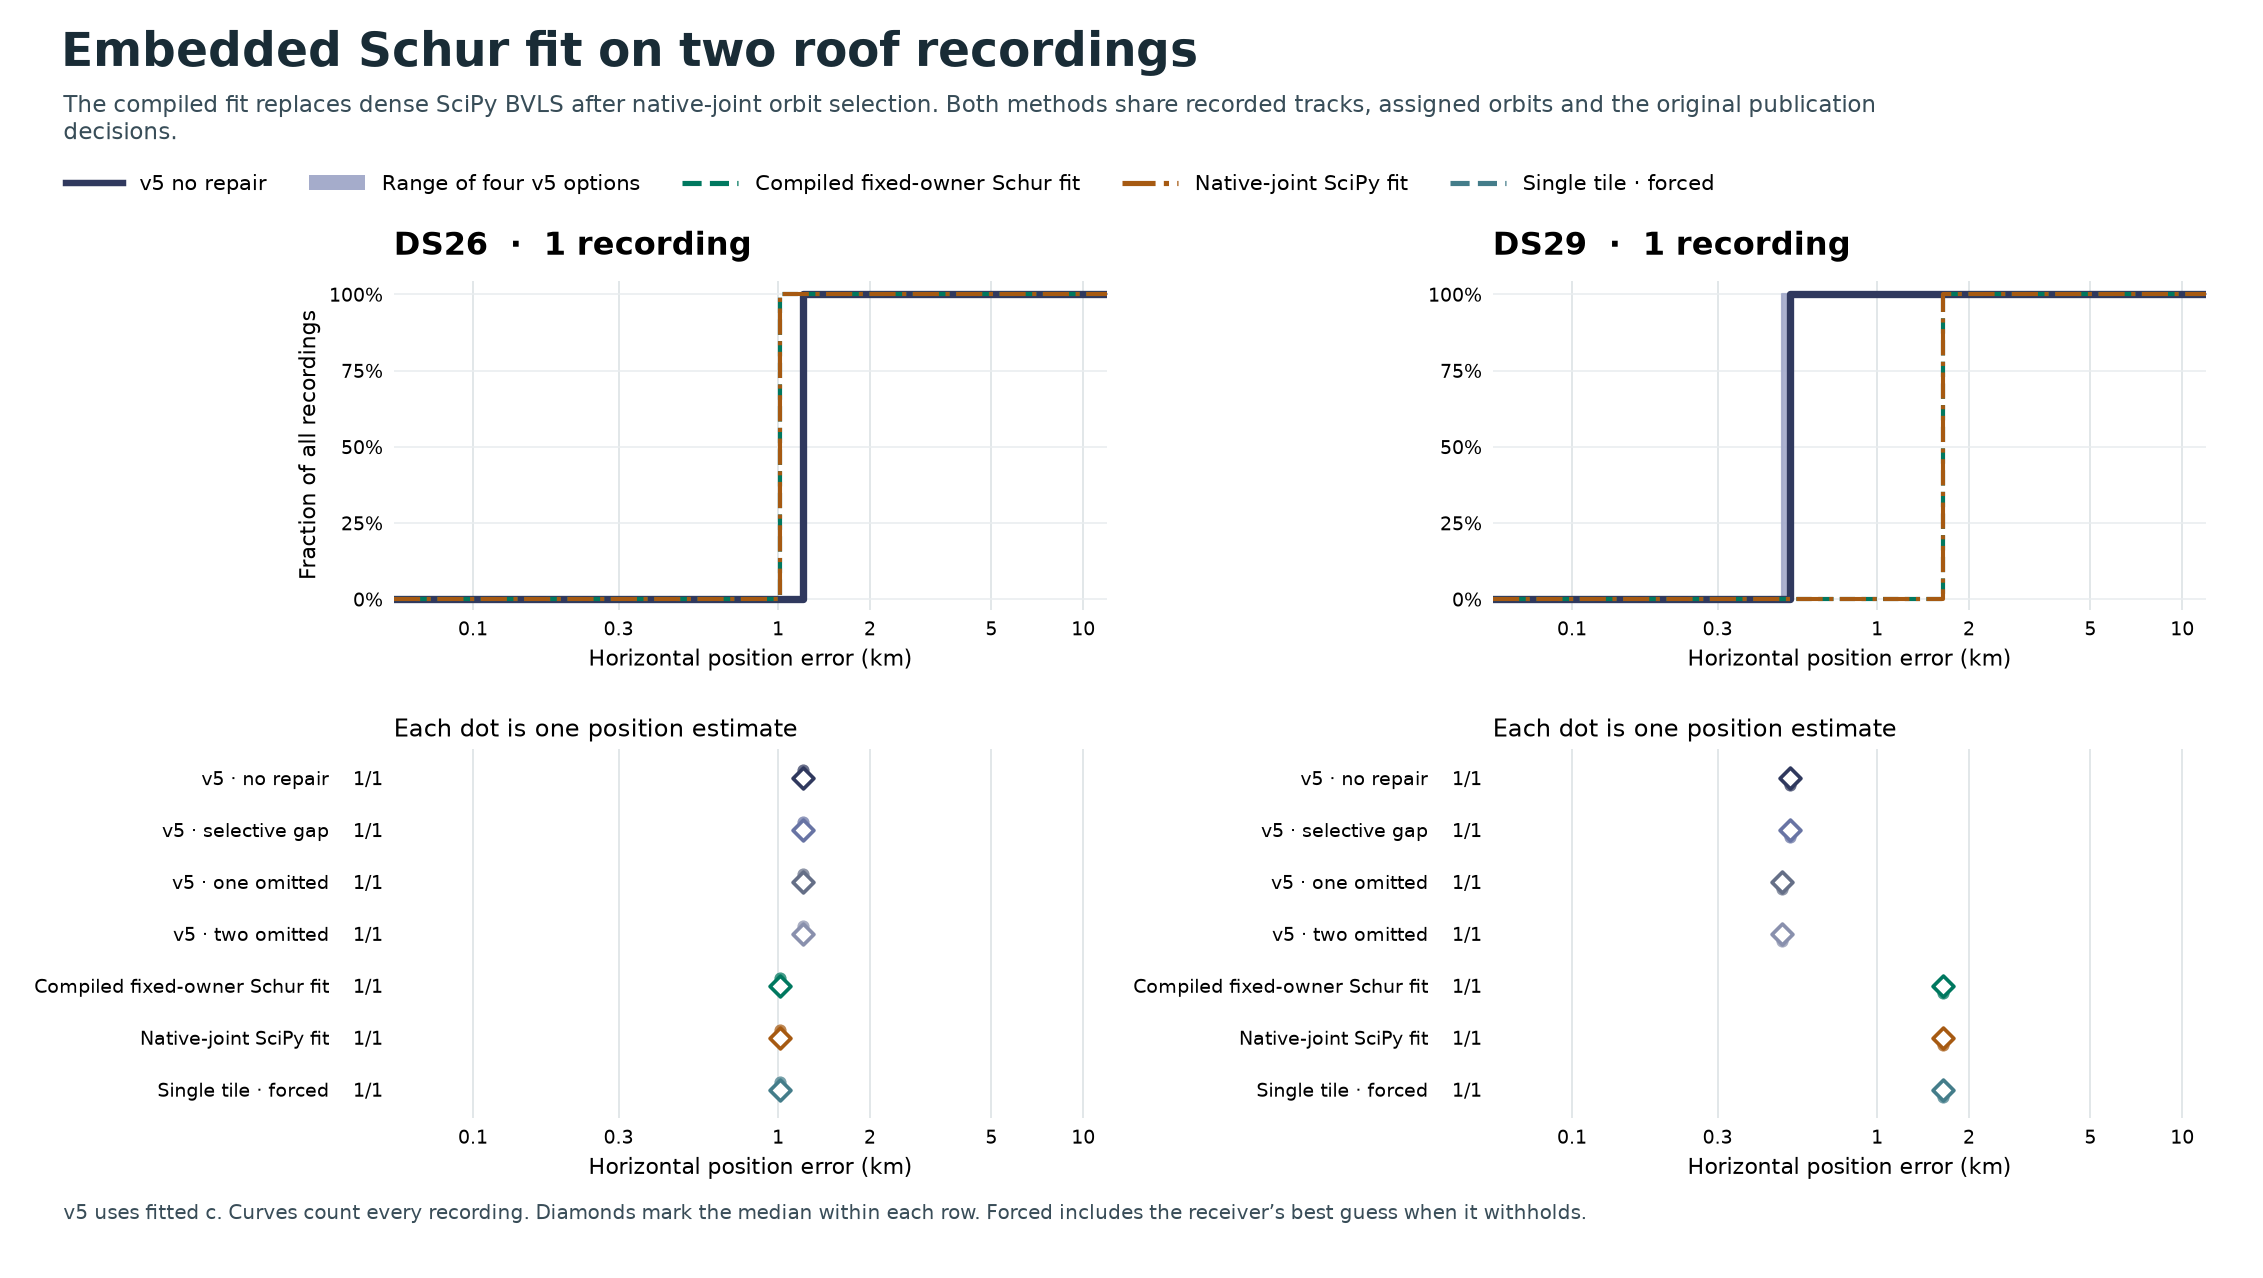 Embedded Schur fit on two roof recordings
The compiled fit replaces dense SciPy BVLS after native-joint orbit selection. Both methods share recorded tracks, assigned orbits and the original publication
decisions.
v5 no repair Range of four v5 options Compiled fixed-owner Schur fit Native-joint SciPy fit Single tile · forced
DS26 · 1 recording
Fraction of all recordings
100%
75%
50%
25%
0%
0.1 0.3 1 2 5 10
Horizontal position error (km)
DS29 · 1 recording
100%
75%
50%
25%
0%
0.1 0.3 1 2 5 10
Horizontal position error (km)
Each dot is one position estimate
v5 · no repair 1/1
v5 · selective gap 1/1
v5 · one omitted 1/1
v5 · two omitted 1/1
Compiled fixed-owner Schur fit 1/1
Native-joint SciPy fit 1/1
Single tile · forced 1/1
0.1 0.3 1 2 5 10
Horizontal position error (km)
Each dot is one position estimate
v5 · no repair 1/1
v5 · selective gap 1/1
v5 · one omitted 1/1
v5 · two omitted 1/1
Compiled fixed-owner Schur fit 1/1
Native-joint SciPy fit 1/1
Single tile · forced 1/1
0.1 0.3 1 2 5 10
Horizontal position error (km)
v5 uses fitted c. Curves count every recording. Diamonds mark the median within each row. Forced includes the receiver’s best guess when it withholds.